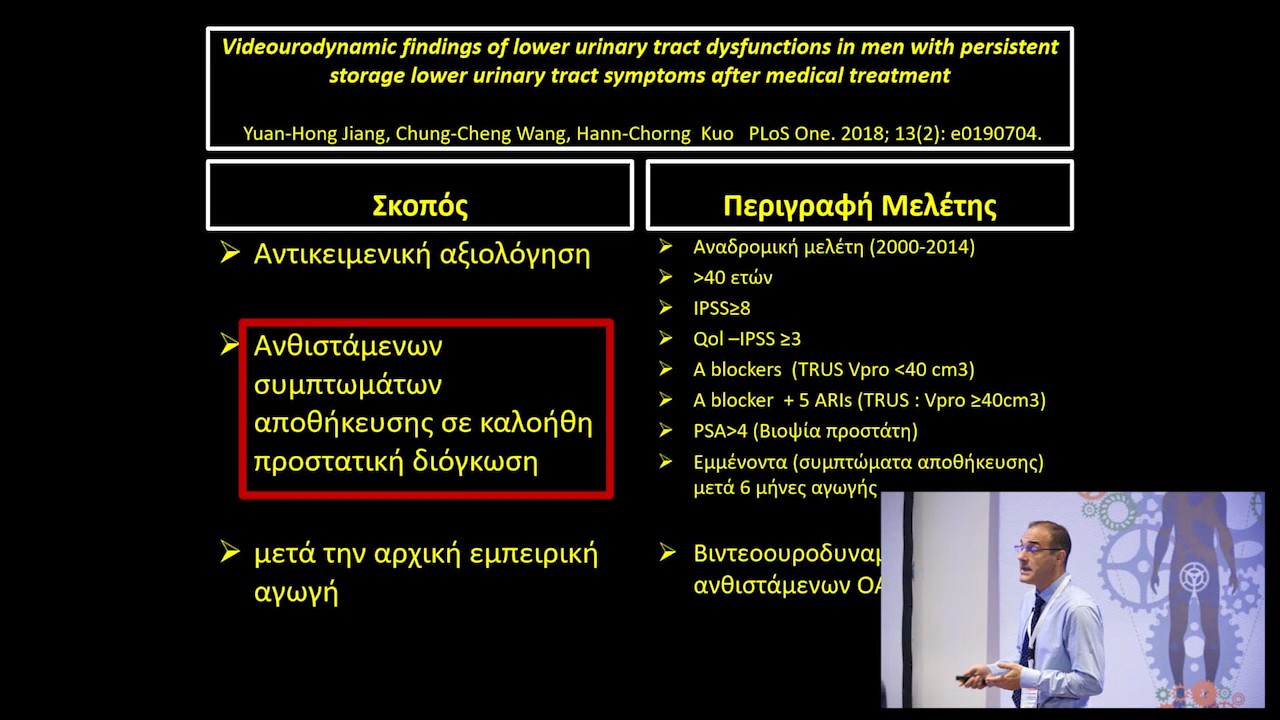 Videourodynamic findings of lower urinary tract dysfunctions in men with persistent
storage lower urinary tract symptoms after medical treatment
Yuan-Hong Jiang, Chung-Cheng Wang, Hann-Chorng Kuo PLoS One. 2018; 13(2): e0190704.
Σκοπός
➢ Αντικειμενική αξιολόγηση
➢ Ανθιστάμενων
συμπτωμάτων
αποθήκευσης σε καλοήθη
προστατική διόγκωση
➢ μετά την αρχική εμπειρική
αγωγή
Περιγραφή Μελέτης
➢ Αναδρομική μελέτη (2000-2014)
➢ >40 ετών
➢ IPSS≥8
➢ Qol –IPSS ≥3
➢ A blockers (TRUS Vpro <40 cm3)
➢ A blocker + 5 ARIs (TRUS : Vpro ≥40cm3)
➢ PSA>4 (Βιοψία προστάτη)
➢ Εμμένοντα (συμπτώματα αποθήκευσης)
μετά 6 μήνες αγωγής
➢
ανθιστάμενων